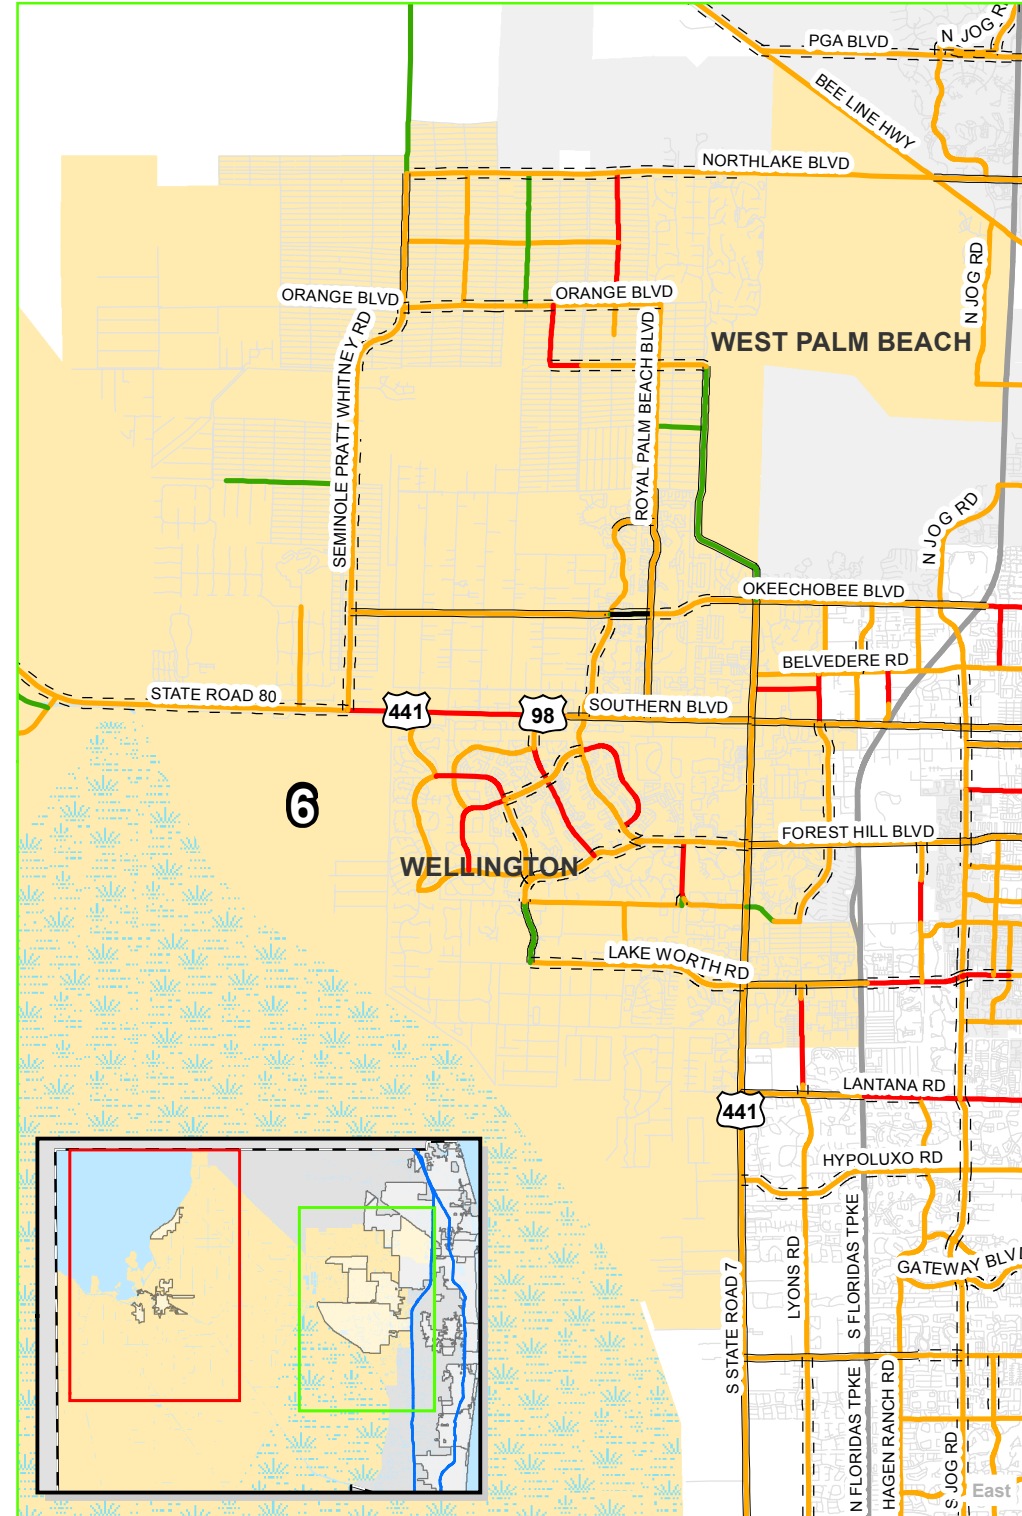 N JOG R
PGA BLVD
BEE LINE HWY
NORTHLAKE BLVD
N JOG RD
ORANGE BLVD
ORANGE BLVD
SEMINOLE PRATT WHITNEY RD
ROYAL PALM BEACH BLVD
WEST PALM BEACH
N JOG RD
OKEECHOBEE BLVD
BELVEDERE RD
STATE ROAD 80
441
98
SOUTHERN BLVD
6
FOREST HILL BLVD
WELLINGTON
LAKE WORTH RD
LANTANA RD
441
HYPOLUXO RD
S FLORIDAS TPKE
LYONS RD
S STATE ROAD 7
GATEWAY BLV
N FLORIDAS TPKE
HAGEN RANCH RD
S JOG RD
East